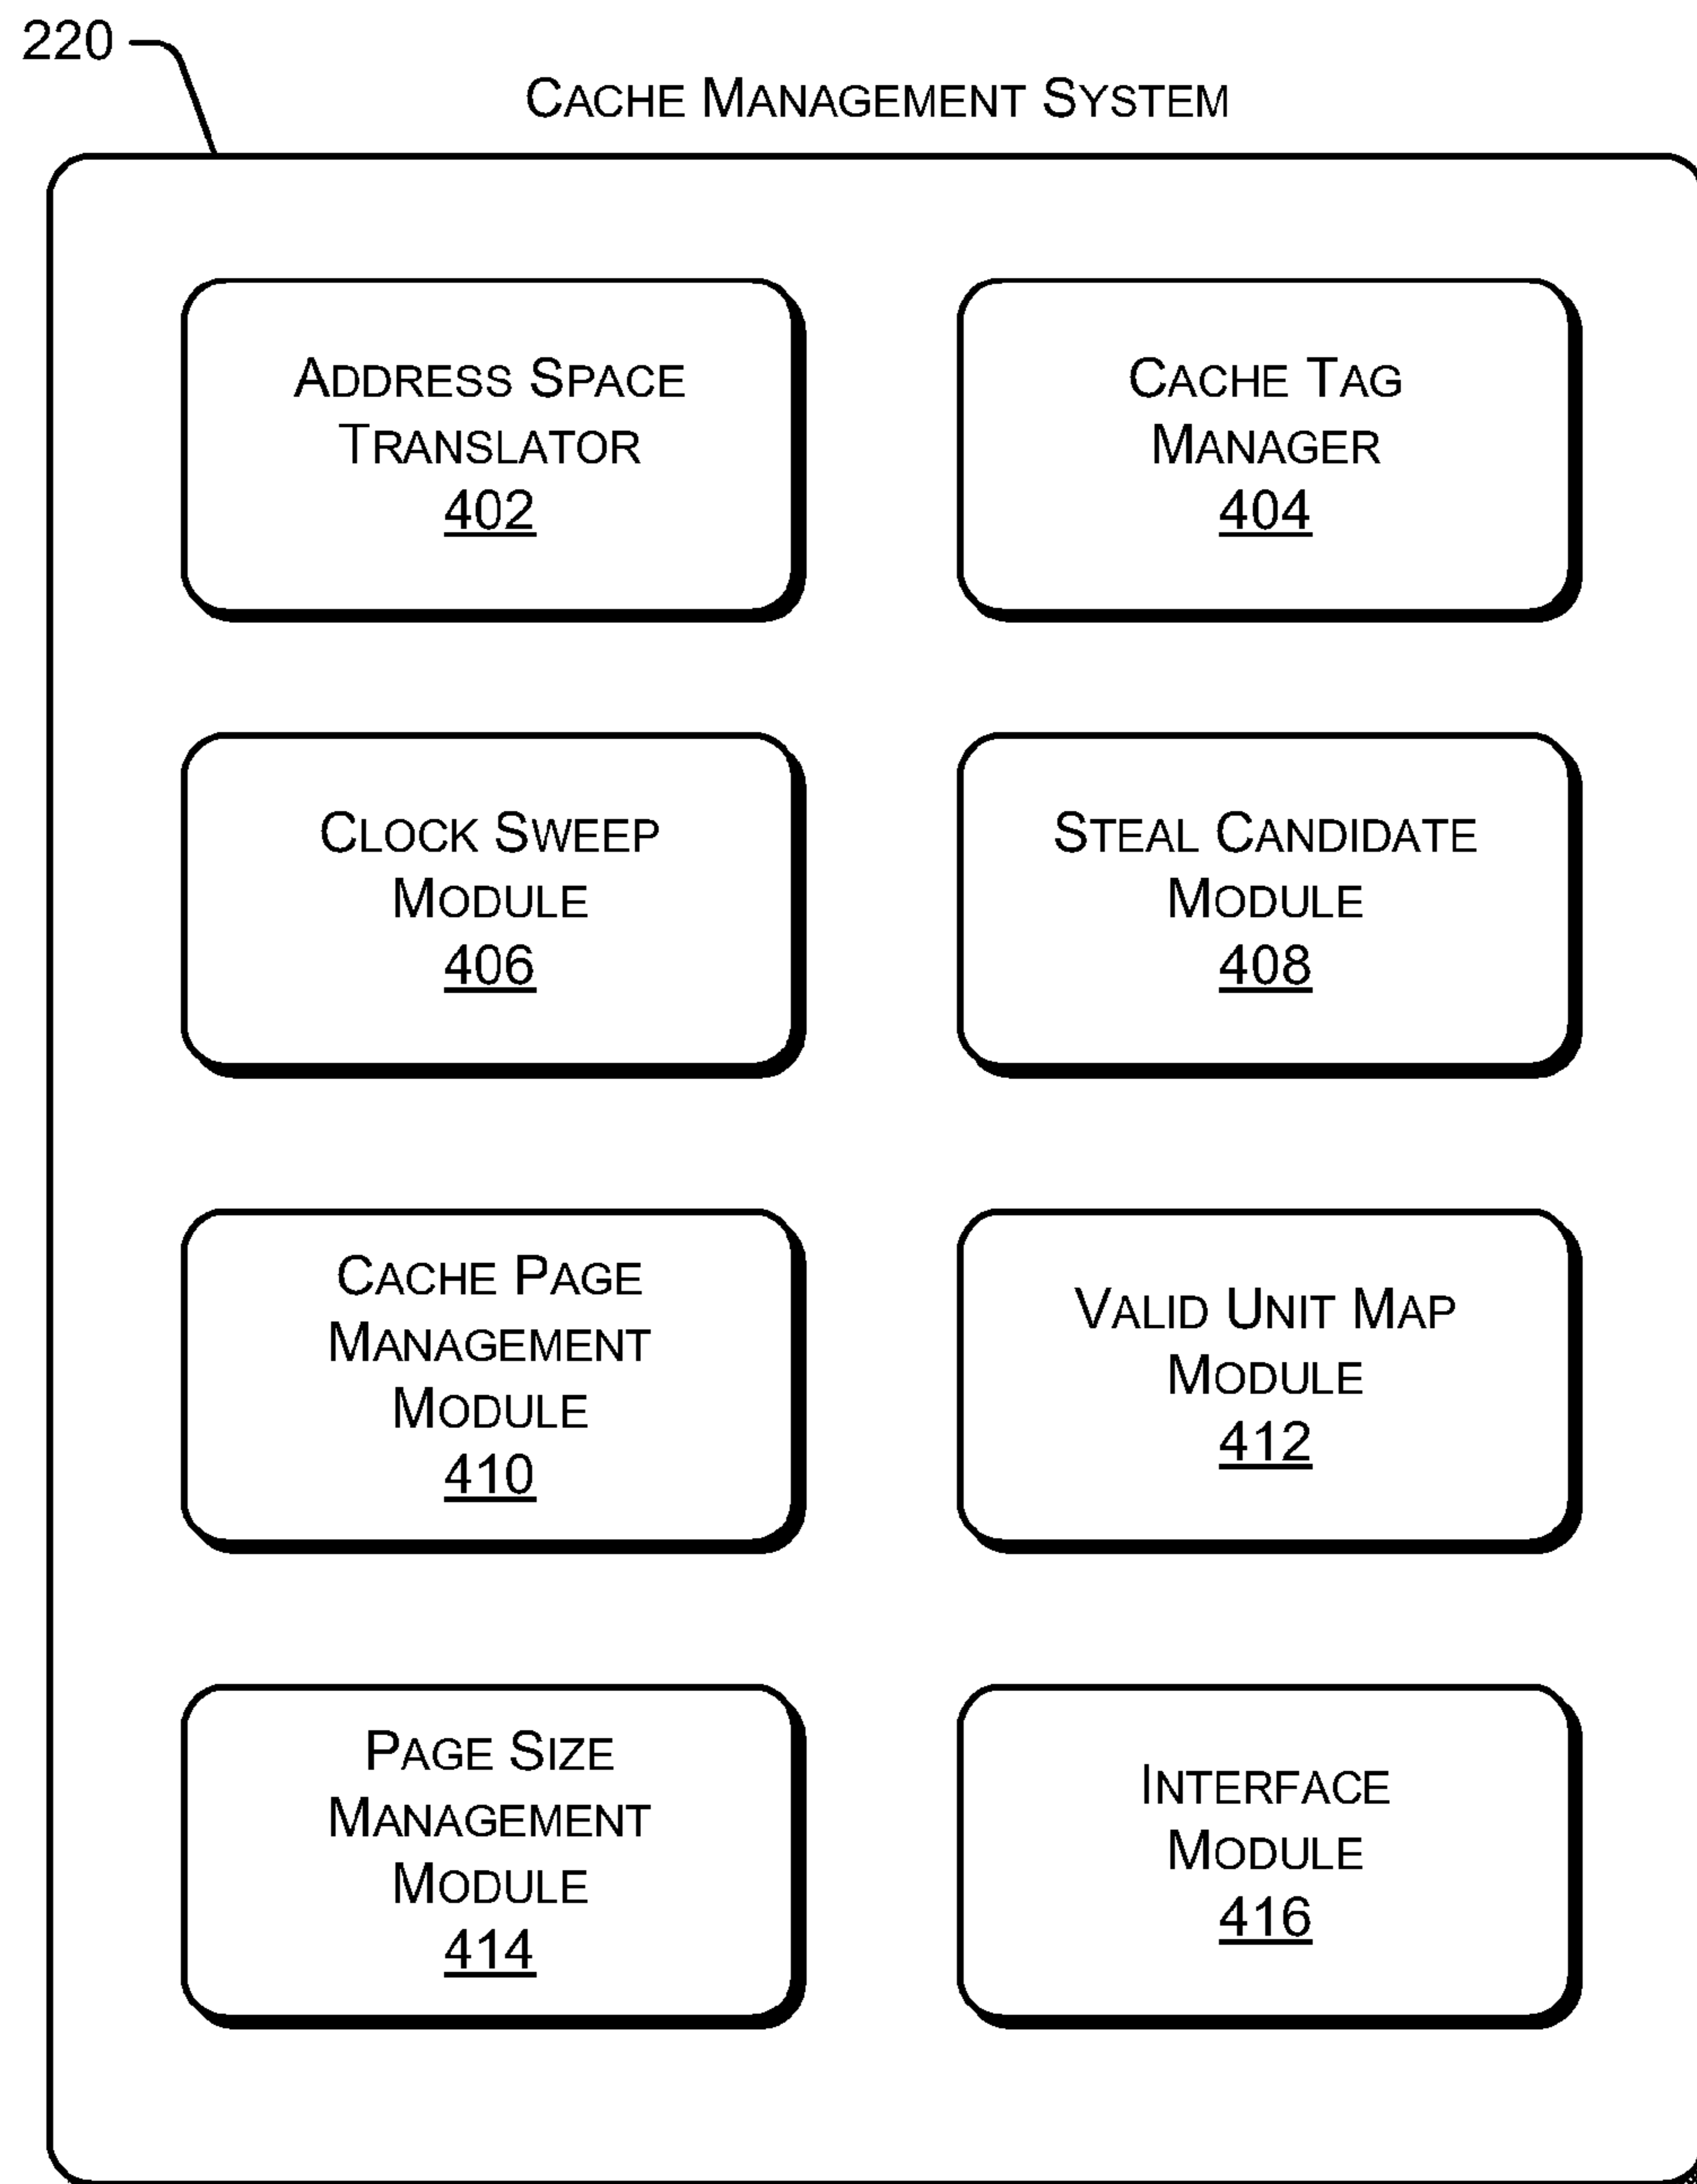 220
CACHE MANAGEMENT SYSTEM
ADDRESS SPACE
TRANSLATOR
402
CACHE TAG
MANAGER
404
CLOCK SWEEP
MODULE
406
STEAL CANDIDATE
MODULE
408
CACHE PAGE
MANAGEMENT
MODULE
410
VALID UNIT MAP
MODULE
412
PAGE SIZE
MANAGEMENT
MODULE
414
INTERFACE
MODULE
416